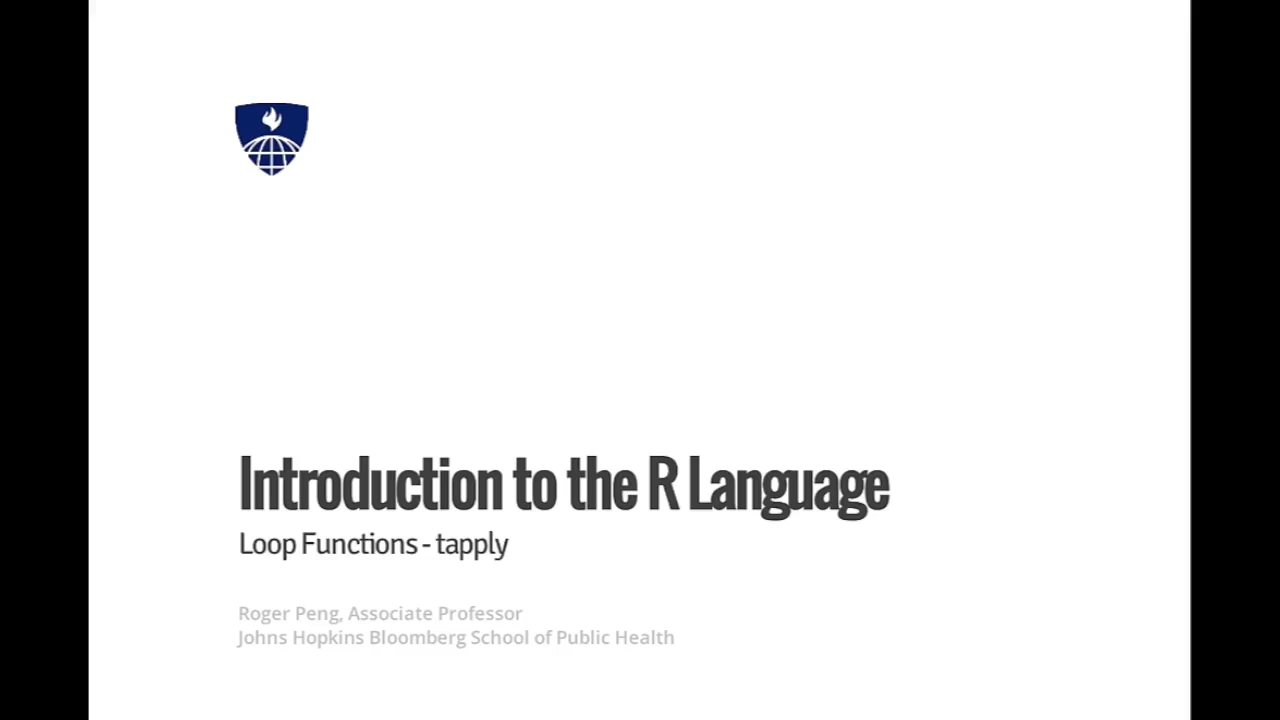 Introduction to the R Language
Loop Functions - tapply
Roger Peng, Associate Professor
Johns Hopkins Bloomberg School of Public Health